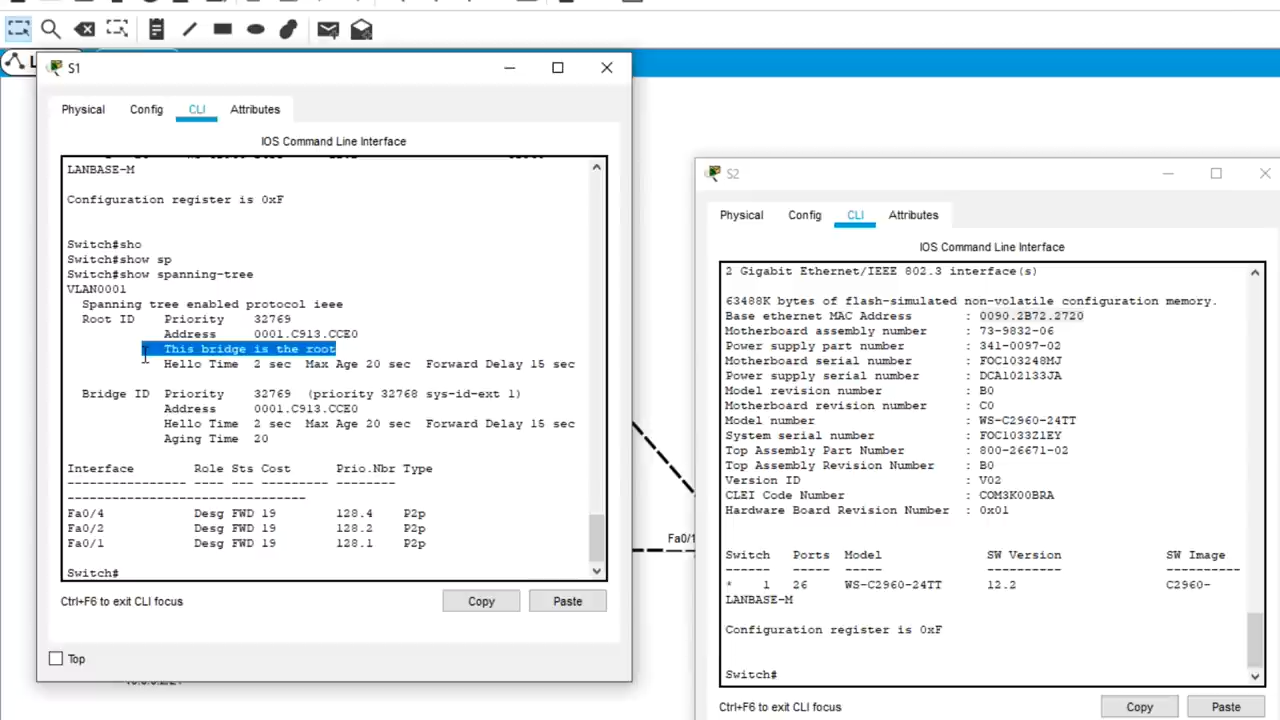 S1
Physical Config CLI Attributes
IOS Command Line Interface
LANBASE-M
Configuration register is 0xF
Switch#sho
Switch#show sp
Switch#show spanning-tree
VLAN0001
Spanning tree enabled protocol ieee
Root ID Priority 32769
Address 0001.C913.CCE0
This bridge is the root
Hello Time 2 sec Max Age 20 sec Forward Delay 15 sec
Bridge ID Priority 32769 (priority 32768 sys-id-ext 1)
Address 0001.C913.CCE0
Hello Time 2 sec Max Age 20 sec Forward Delay 15 sec
Aging Time 20
Interface Role Sts Cost Prio.Nbr Type
---------------- ---- --- --------- --------
--------------------------------
Fa0/4 Desg FWD 19 128.4 P2p
Fa0/2 Desg FWD 19 128.2 P2p
Fa0/1 Desg FWD 19 128.1 P2p
Switch#
Ctrl+F6 to exit CLI focus
Copy Paste
Top
Fa0/1
S2
Physical Config CLI Attributes
IOS Command Line Interface
2 Gigabit Ethernet/IEEE 802.3 interface(s)
63488K bytes of flash-simulated non-volatile configuration memory.
Base ethernet MAC Address : 0090.2B72.2720
Motherboard assembly number : 73-9832-06
Power supply part number : 341-0097-02
Motherboard serial number : FOC103248MJ
Power supply serial number : DCA102133JA
Model revision number : B0
Motherboard revision number : C0
Model number : WS-C2960-24TT
System serial number : FOC1033Z1EY
Top Assembly Part Number : 800-26671-02
Top Assembly Revision Number : B0
Version ID : V02
CLEI Code Number : COM3K00BRA
Hardware Board Revision Number : 0x01
Switch Ports Model SW Version SW Image
------ ----- ----- ---------- ----------
* 1 26 WS-C2960-24TT 12.2 C2960-
LANBASE-M
Configuration register is 0xF
Switch#
Ctrl+F6 to exit CLI focus
Copy Paste